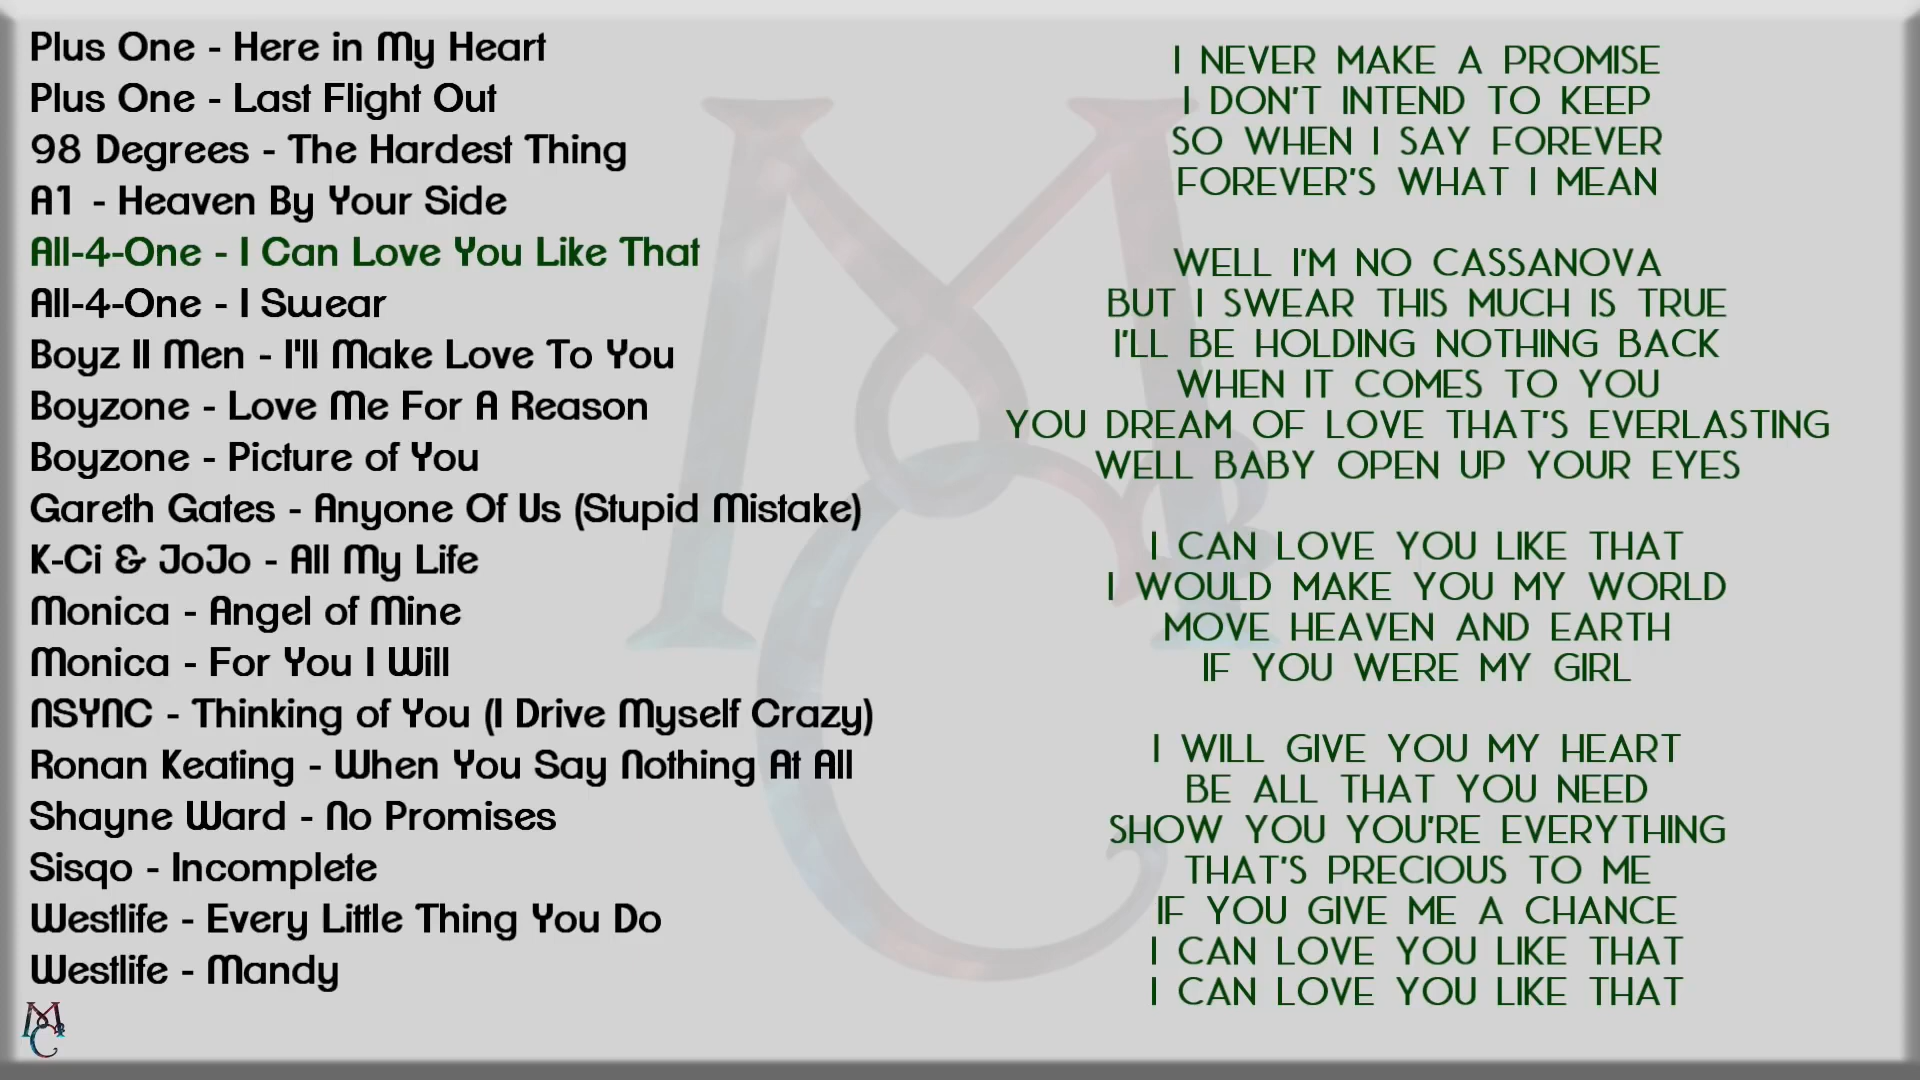 Plus One - Here in My Heart
Plus One - Last Flight Out
98 Degrees - The Hardest Thing
A1 - Heaven By Your Side
All-4-One - I Can Love You Like That
All-4-One - I Swear
Boyz II Men - I'll Make Love To You
Boyzone - Love Me For A Reason
Boyzone - Picture of You
Gareth Gates - Anyone Of Us (Stupid Mistake)
K-Ci & JoJo - All My Life
Monica - Angel of Mine
Monica - For You I Will
NSYNC - Thinking of You (I Drive Myself Crazy)
Ronan Keating - When You Say Nothing At All
Shayne Ward - No Promises
Sisqo - Incomplete
Westlife - Every Little Thing You Do
Westlife - Mandy
I NEVER MAKE A PROMISE
I DON'T INTEND TO KEEP
SO WHEN I SAY FOREVER
FOREVER'S WHAT I MEAN
WELL I'M NO CASSANOVA
BUT I SWEAR THIS MUCH IS TRUE
I'LL BE HOLDING NOTHING BACK
WHEN IT COMES TO YOU
YOU DREAM OF LOVE THAT'S EVERLASTING
WELL BABY OPEN UP YOUR EYES
I CAN LOVE YOU LIKE THAT
I WOULD MAKE YOU MY WORLD
MOVE HEAVEN AND EARTH
IF YOU WERE MY GIRL
I WILL GIVE YOU MY HEART
BE ALL THAT YOU NEED
SHOW YOU YOU'RE EVERYTHING
THAT'S PRECIOUS TO ME
IF YOU GIVE ME A CHANCE
I CAN LOVE YOU LIKE THAT
I CAN LOVE YOU LIKE THAT